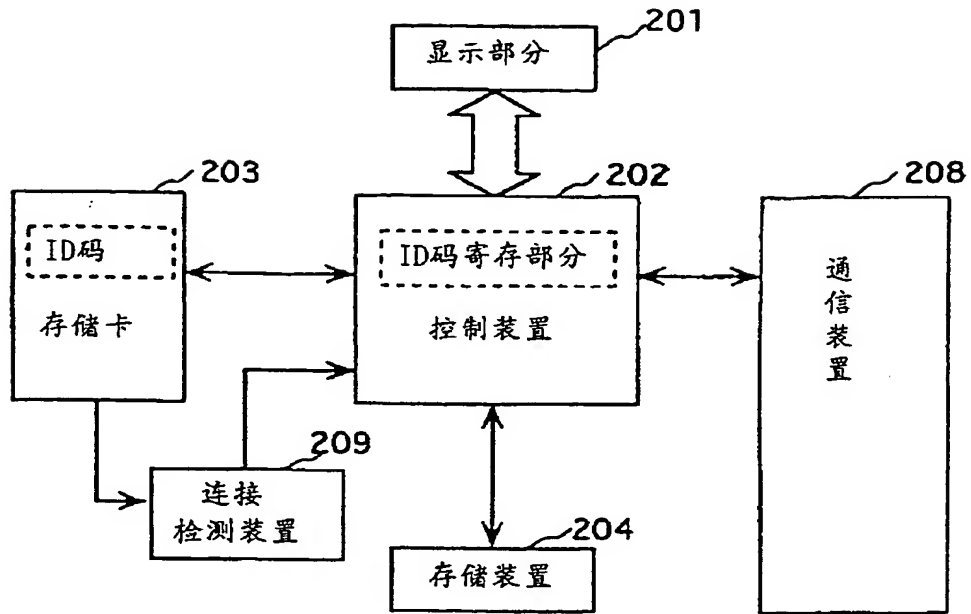 201
显示部分
203
202
208
ID码
ID码寄存部分
存储卡
控制装置
通信装置
209
连接
检测装置
204
存储装置